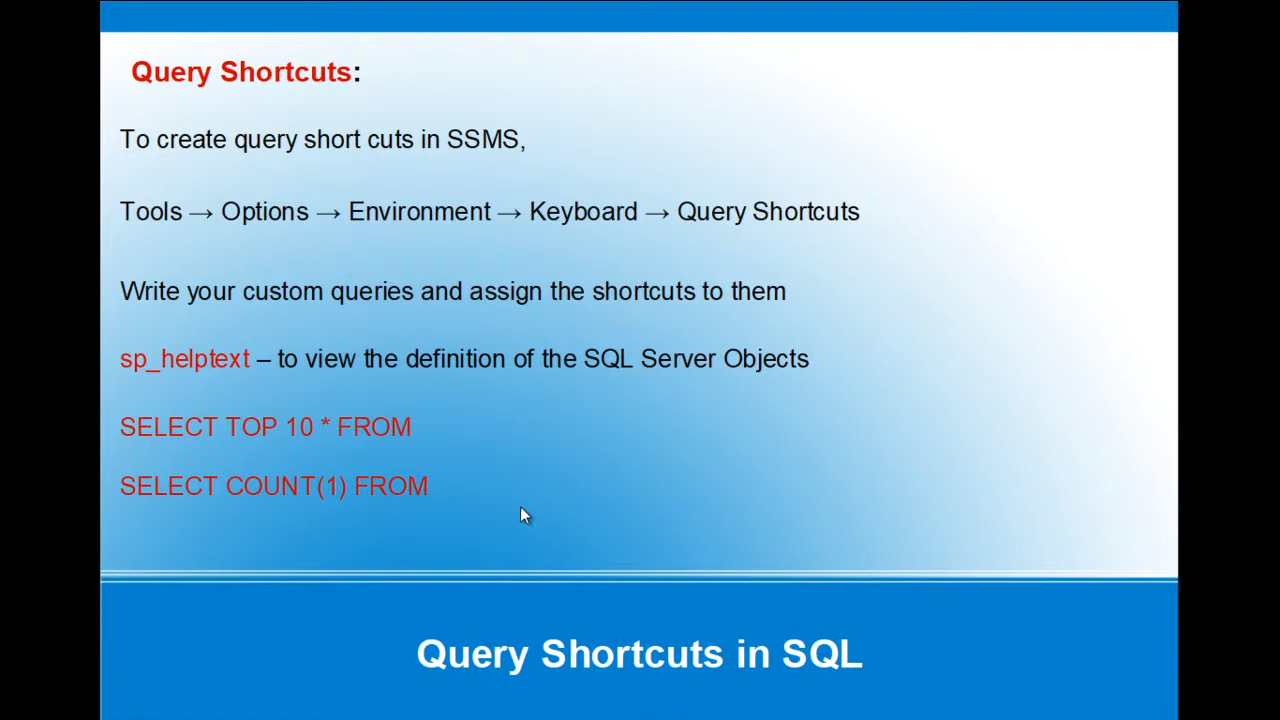 Query Shortcuts:
To create query short cuts in SSMS,
Tools → Options → Environment → Keyboard → Query Shortcuts
Write your custom queries and assign the shortcuts to them
sp_helptext – to view the definition of the SQL Server Objects
SELECT TOP 10 * FROM
SELECT COUNT(1) FROM
Query Shortcuts in SQL